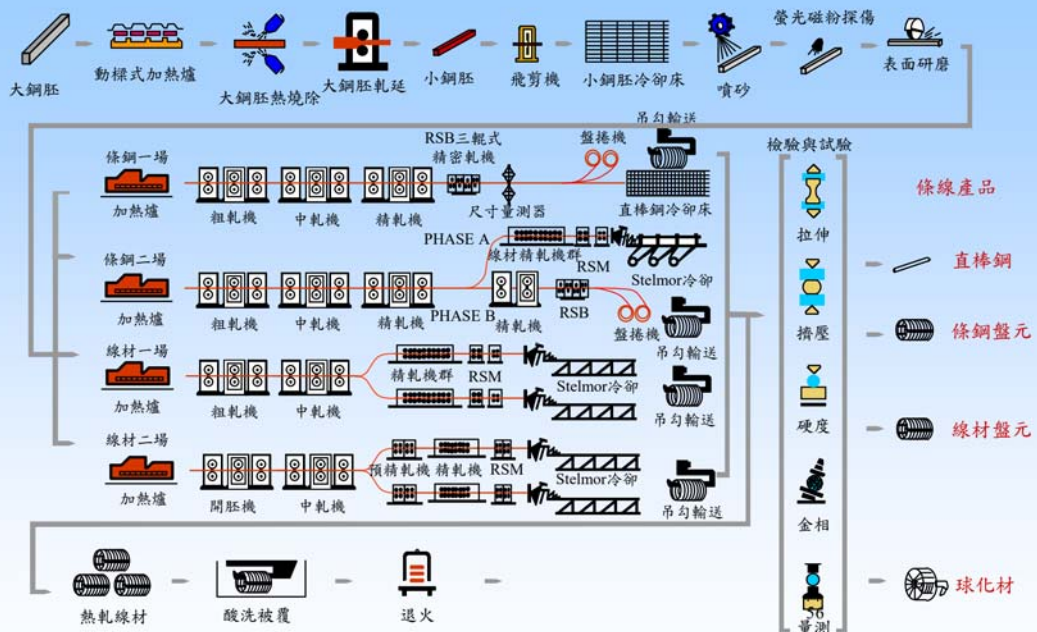 大鋼胚
動樑式加熱爐
大鋼胚熱燒除
大鋼胚軋延
小鋼胚
飛剪機
小鋼胚冷卻床
噴砂
螢光磁粉探傷
表面研磨
條鋼一場
加熱爐
粗軋機
中軋機
精軋機
RSB三輥式
精密軋機
尺寸量測器
盤捲機
吊勾輸送
直棒鋼冷卻床
條鋼二場
加熱爐
粗軋機
中軋機
精軋機
PHASE A
線材精軋機群
RSM
Stelmor冷卻
PHASE B
精軋機
RSB
盤捲機
吊勾輸送
線材一場
加熱爐
粗軋機
中軋機
精軋機群
RSM
Stelmor冷卻
吊勾輸送
線材二場
加熱爐
開胚機
中軋機
預精軋機
精軋機
RSM
Stelmor冷卻
吊勾輸送
熱軋線材
酸洗被覆
退火
檢驗與試驗
拉伸
擠壓
硬度
金相
56
量測
條線產品
直棒鋼
條鋼盤元
線材盤元
球化材